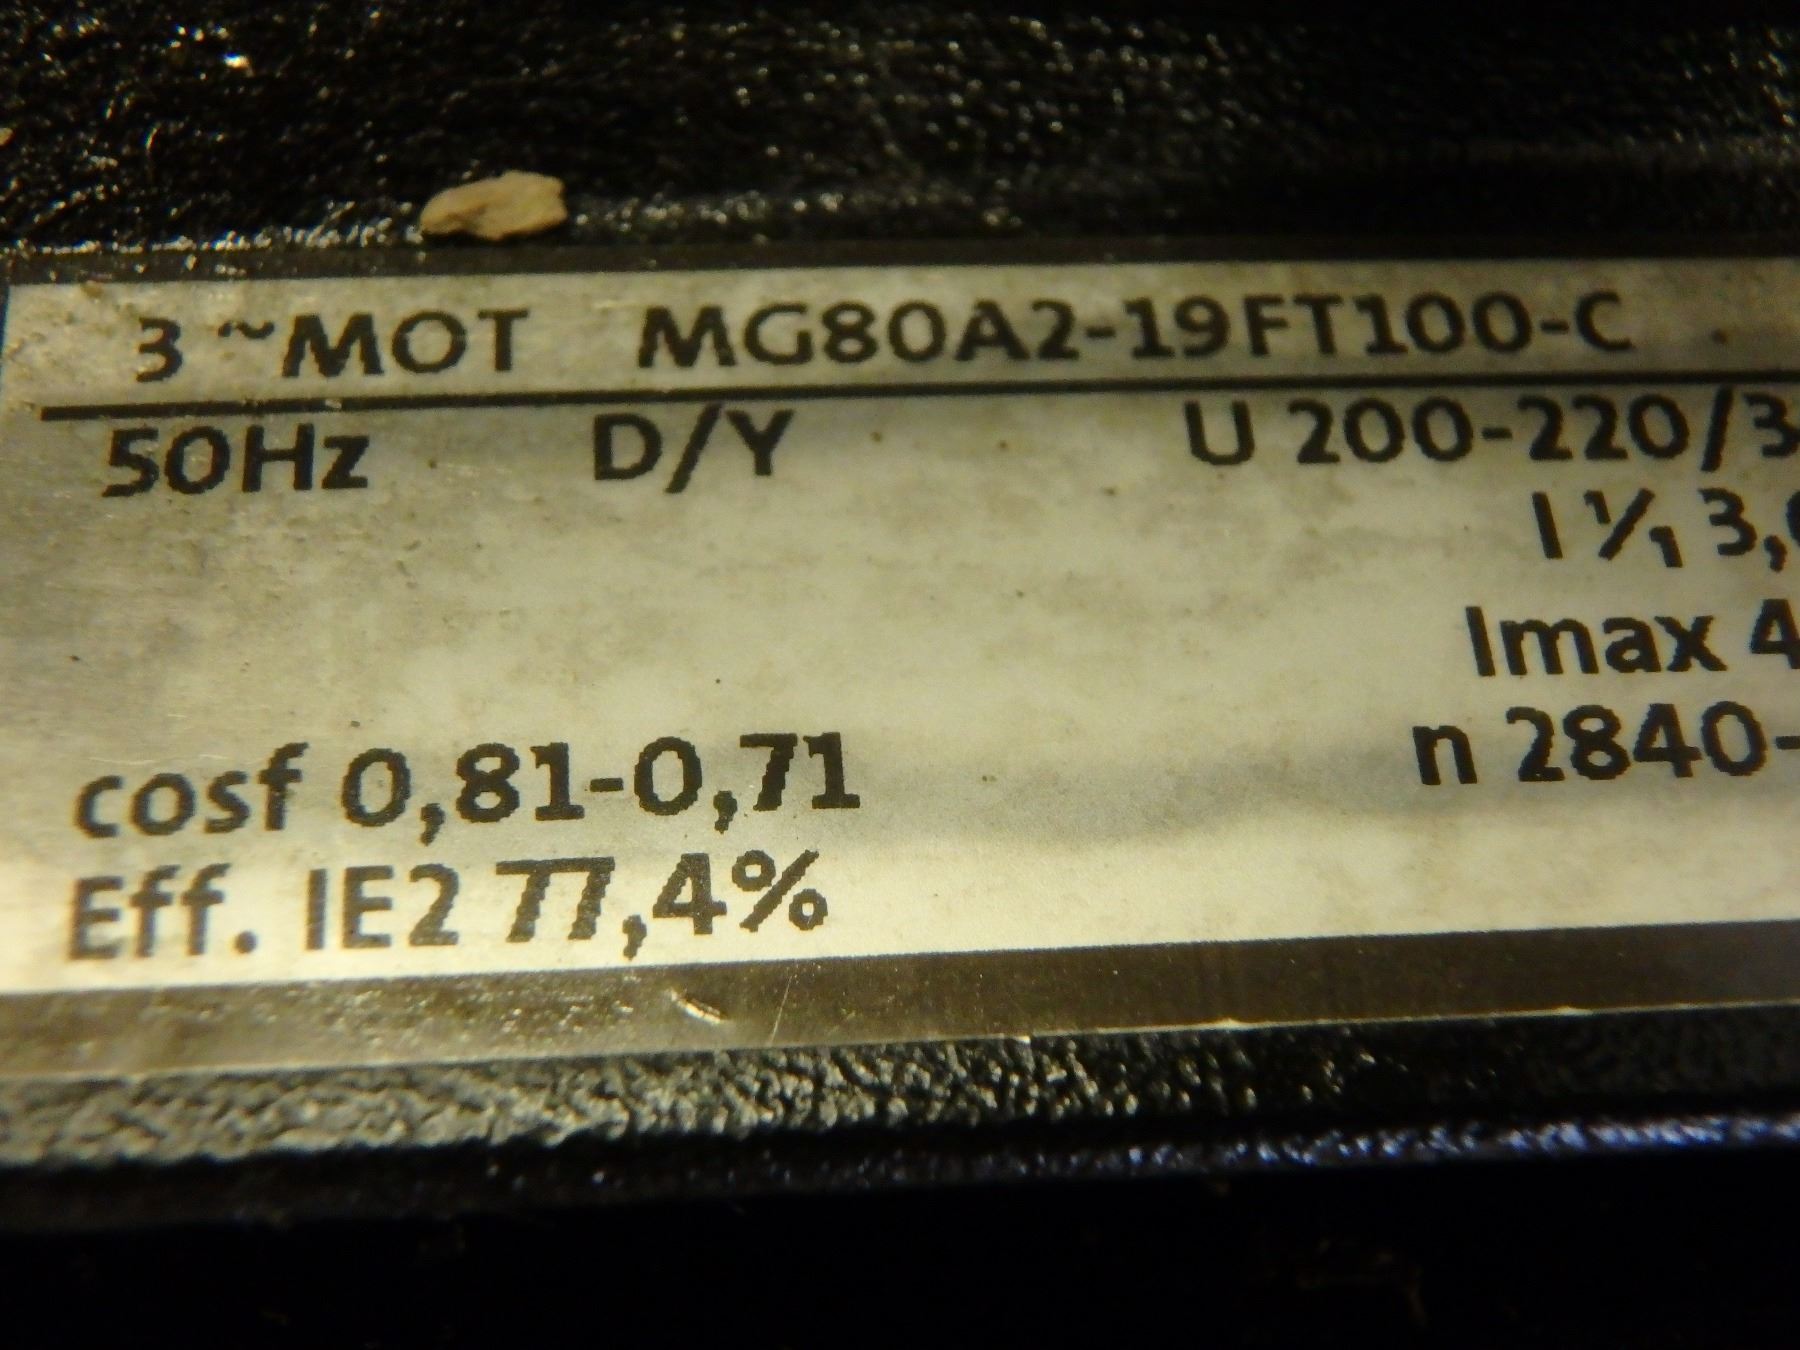 3 ~MOT MG80A2-19FT100-C
50Hz D/Y U 200-220/3
I 1/1 3,
Imax 4
n 2840-
cosf 0,81-0,71
Eff. IE2 77,4%